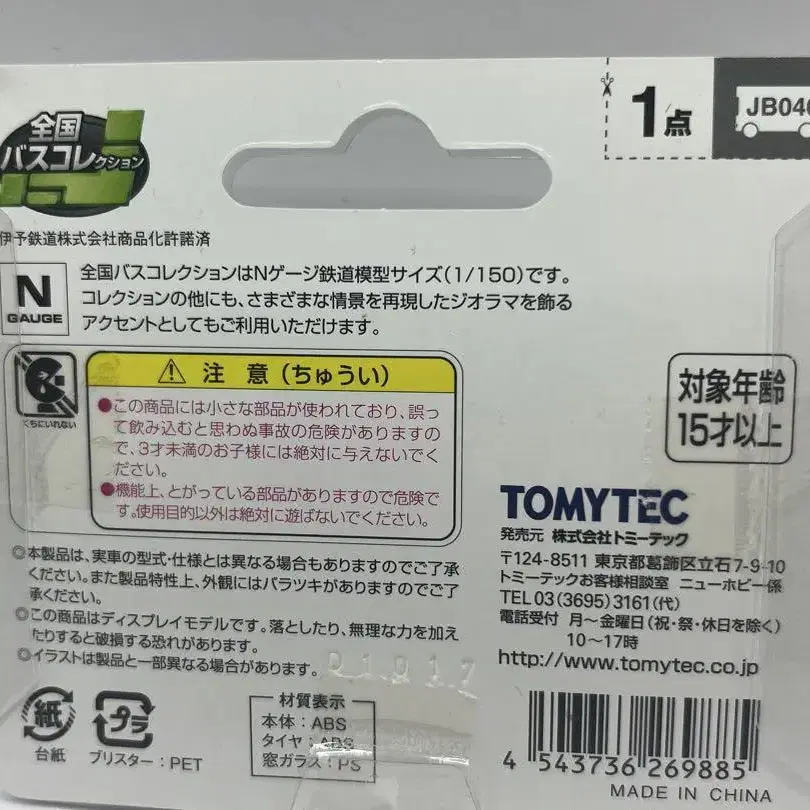 全国
バスコレクション
1点
JB040
伊予鉄道株式会社商品化許諾済
N
GAUGE
全国バスコレクションはNゲージ鉄道模型サイズ(1/150)です。
コレクションの他にも、さまざまな情景を再現したジオラマを飾る
アクセントとしてもご利用いただけます。
くちにいれない
注 意(ちゅうい)
●この商品には小さな部品が使われており、誤っ
て飲み込むと思わぬ事故の危険がありますの
で、3才未満のお子様には絶対に与えないでく
ださい。
●機能上、とがっている部品がありますので危険で
す。使用目的以外は絶対に遊ばないでください。
対象年齢
15才以上
◎本製品は、実車の型式・仕様とは異なる場合もありますのでご了承
ください。また製品特性上、外観にはバラツキがありますのでご了
承ください。
◎この商品はディスプレイモデルです。落としたり、無理な力を加え
たりすると破損する恐れがあります。
◎イラストは製品と一部異なる場合があります。
TOMYTEC
発売元 株式会社トミーテック
〒124-8511 東京都葛飾区立石7-9-10
トミーテックお客様相談室 ニューホビー係
TEL03(3695)3161(代)
電話受付 月～金曜日(祝・祭・休日を除く)
10～17時
http://www.tomytec.co.jp
紙
台紙
プラ
ブリスター:PET
材質表示
本体:ABS
タイヤ:ABS
窓ガラス:PS
4 543736 269885
MADE IN CHINA